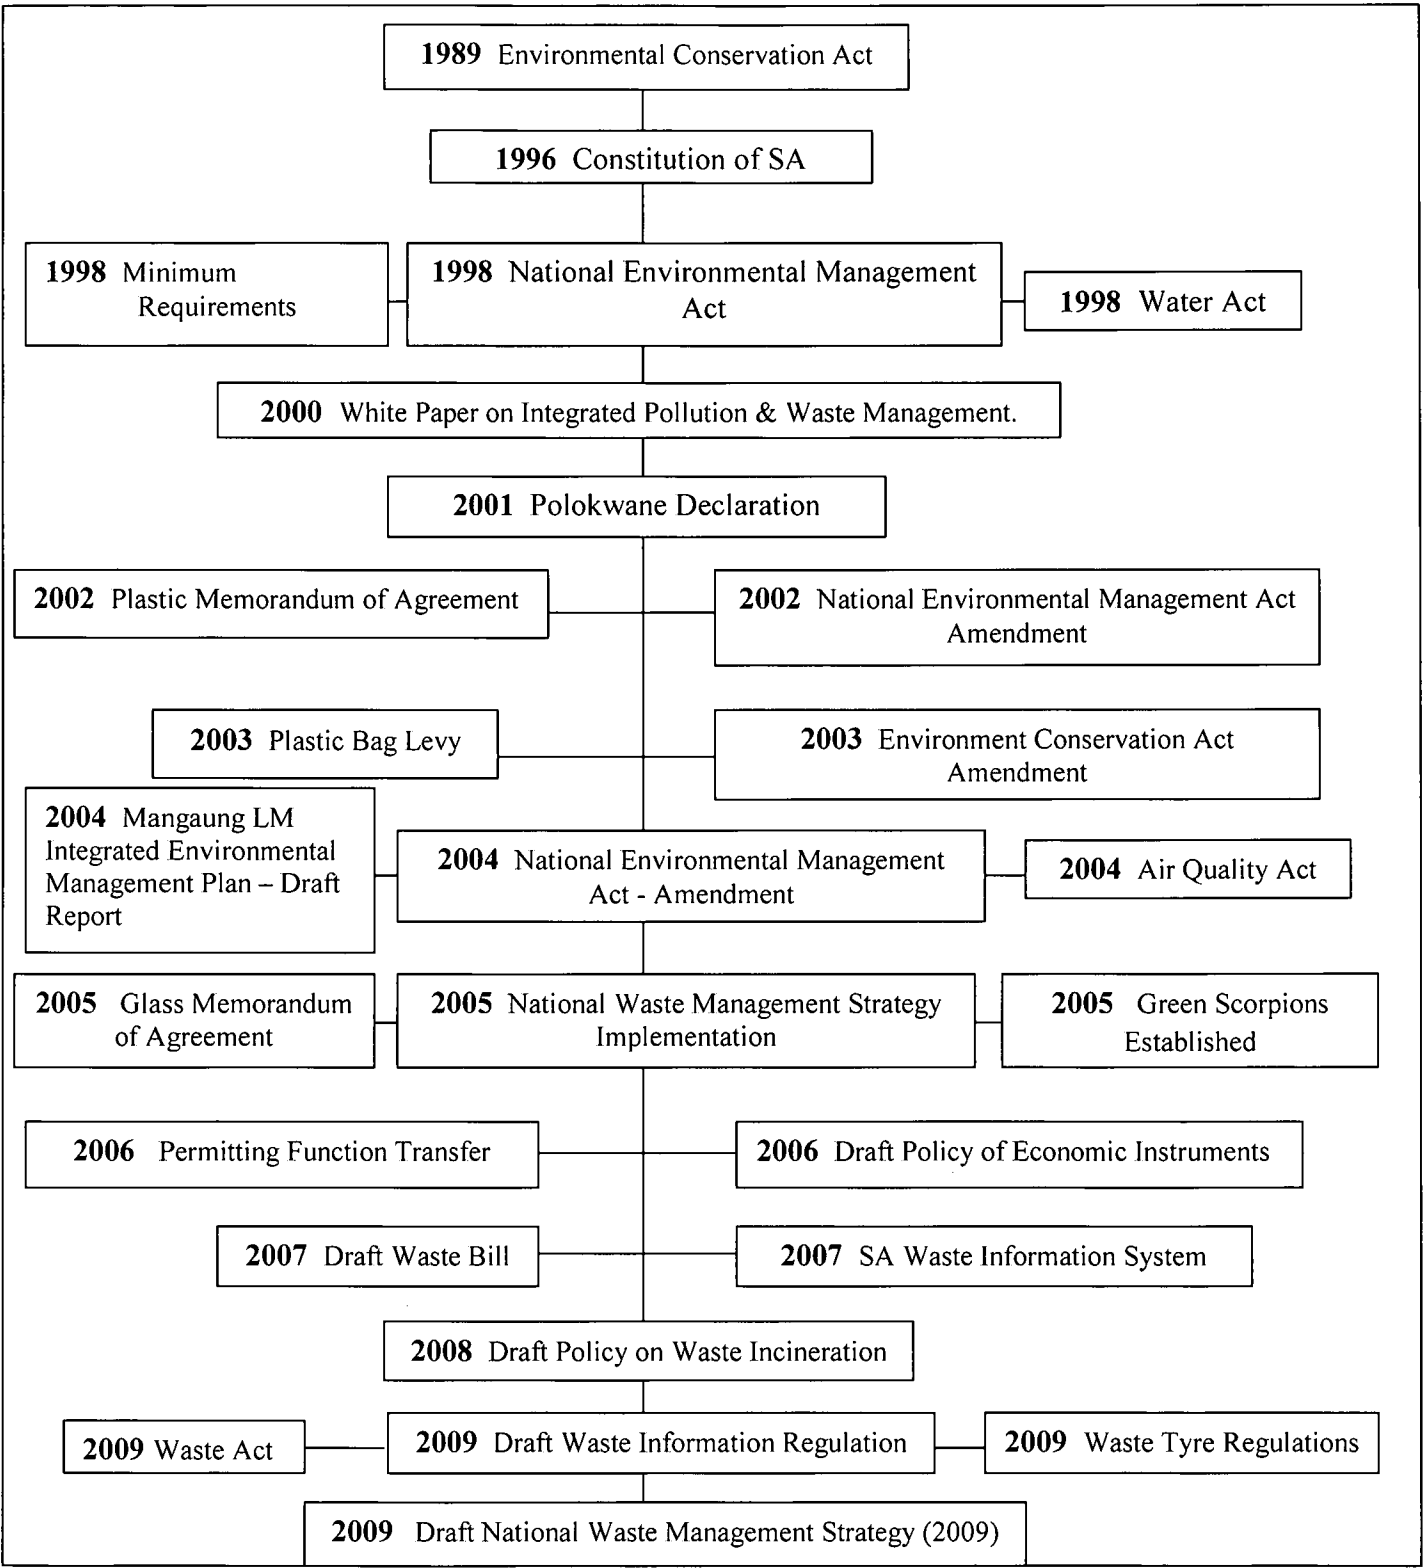 1989 Environmental Conservation Act
1996 Constitution of SA
1998 Minimum
Requirements
1998 National Environmental Management
Act
1998 Water Act
2000 White Paper on Integrated Pollution & Waste Management.
2001 Polokwane Declaration
2002 Plastic Memorandum of Agreement
2002 National Environmental Management Act
Amendment
2003 Plastic Bag Levy
2003 Environment Conservation Act
Amendment
2004 Mangaung LM
Integrated Environmental
Management Plan – Draft
Report
2004 National Environmental Management
Act - Amendment
2004 Air Quality Act
2005 Glass Memorandum
of Agreement
2005 National Waste Management Strategy
Implementation
2005 Green Scorpions
Established
2006 Permitting Function Transfer
2006 Draft Policy of Economic Instruments
2007 Draft Waste Bill
2007 SA Waste Information System
2008 Draft Policy on Waste Incineration
2009 Waste Act
2009 Draft Waste Information Regulation
2009 Waste Tyre Regulations
2009 Draft National Waste Management Strategy (2009)